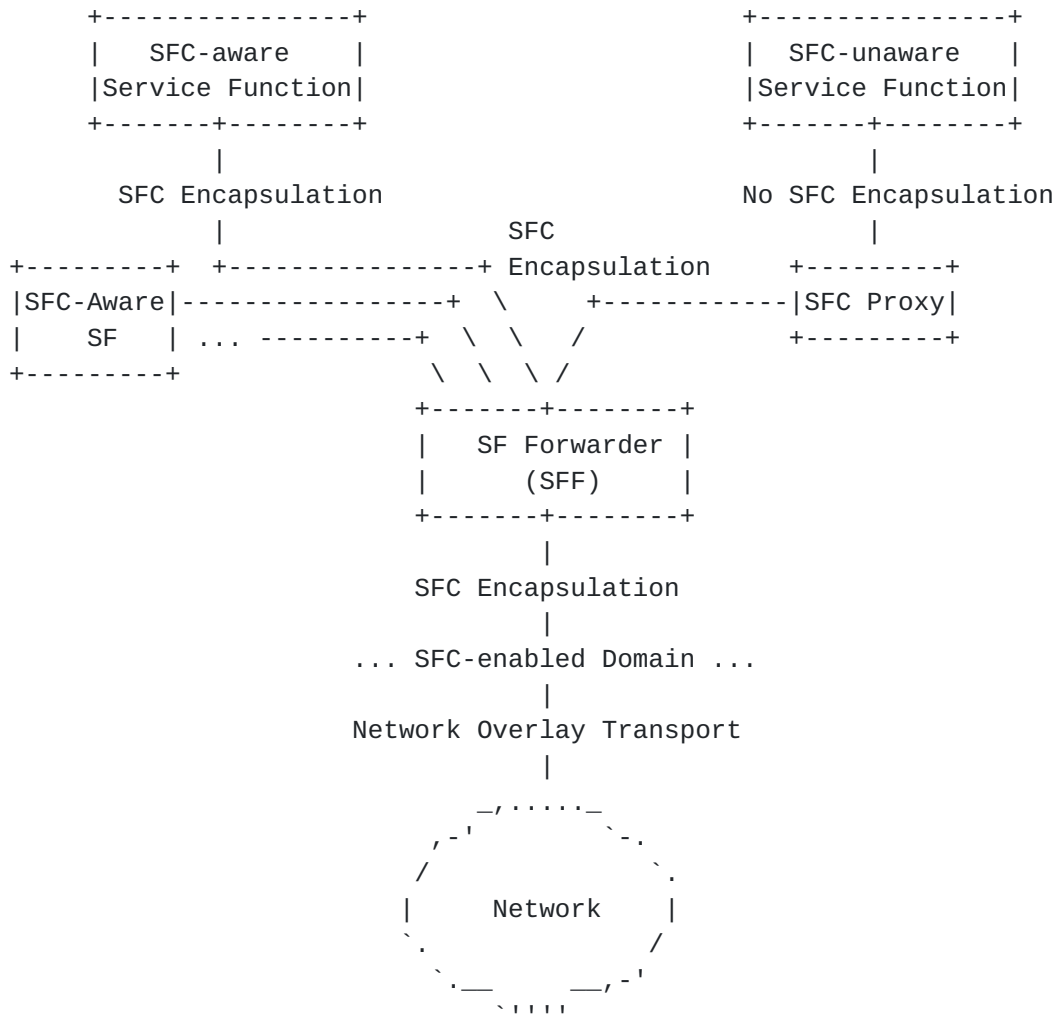 SFC-aware SFC-unaware
Service Function Service Function
SFC Encapsulation No SFC Encapsulation
SFC
Encapsulation
SFC-Aware SFC Proxy
SF ...
SF Forwarder
(SFF)
SFC Encapsulation
... SFC-enabled Domain ...
Network Overlay Transport
Network